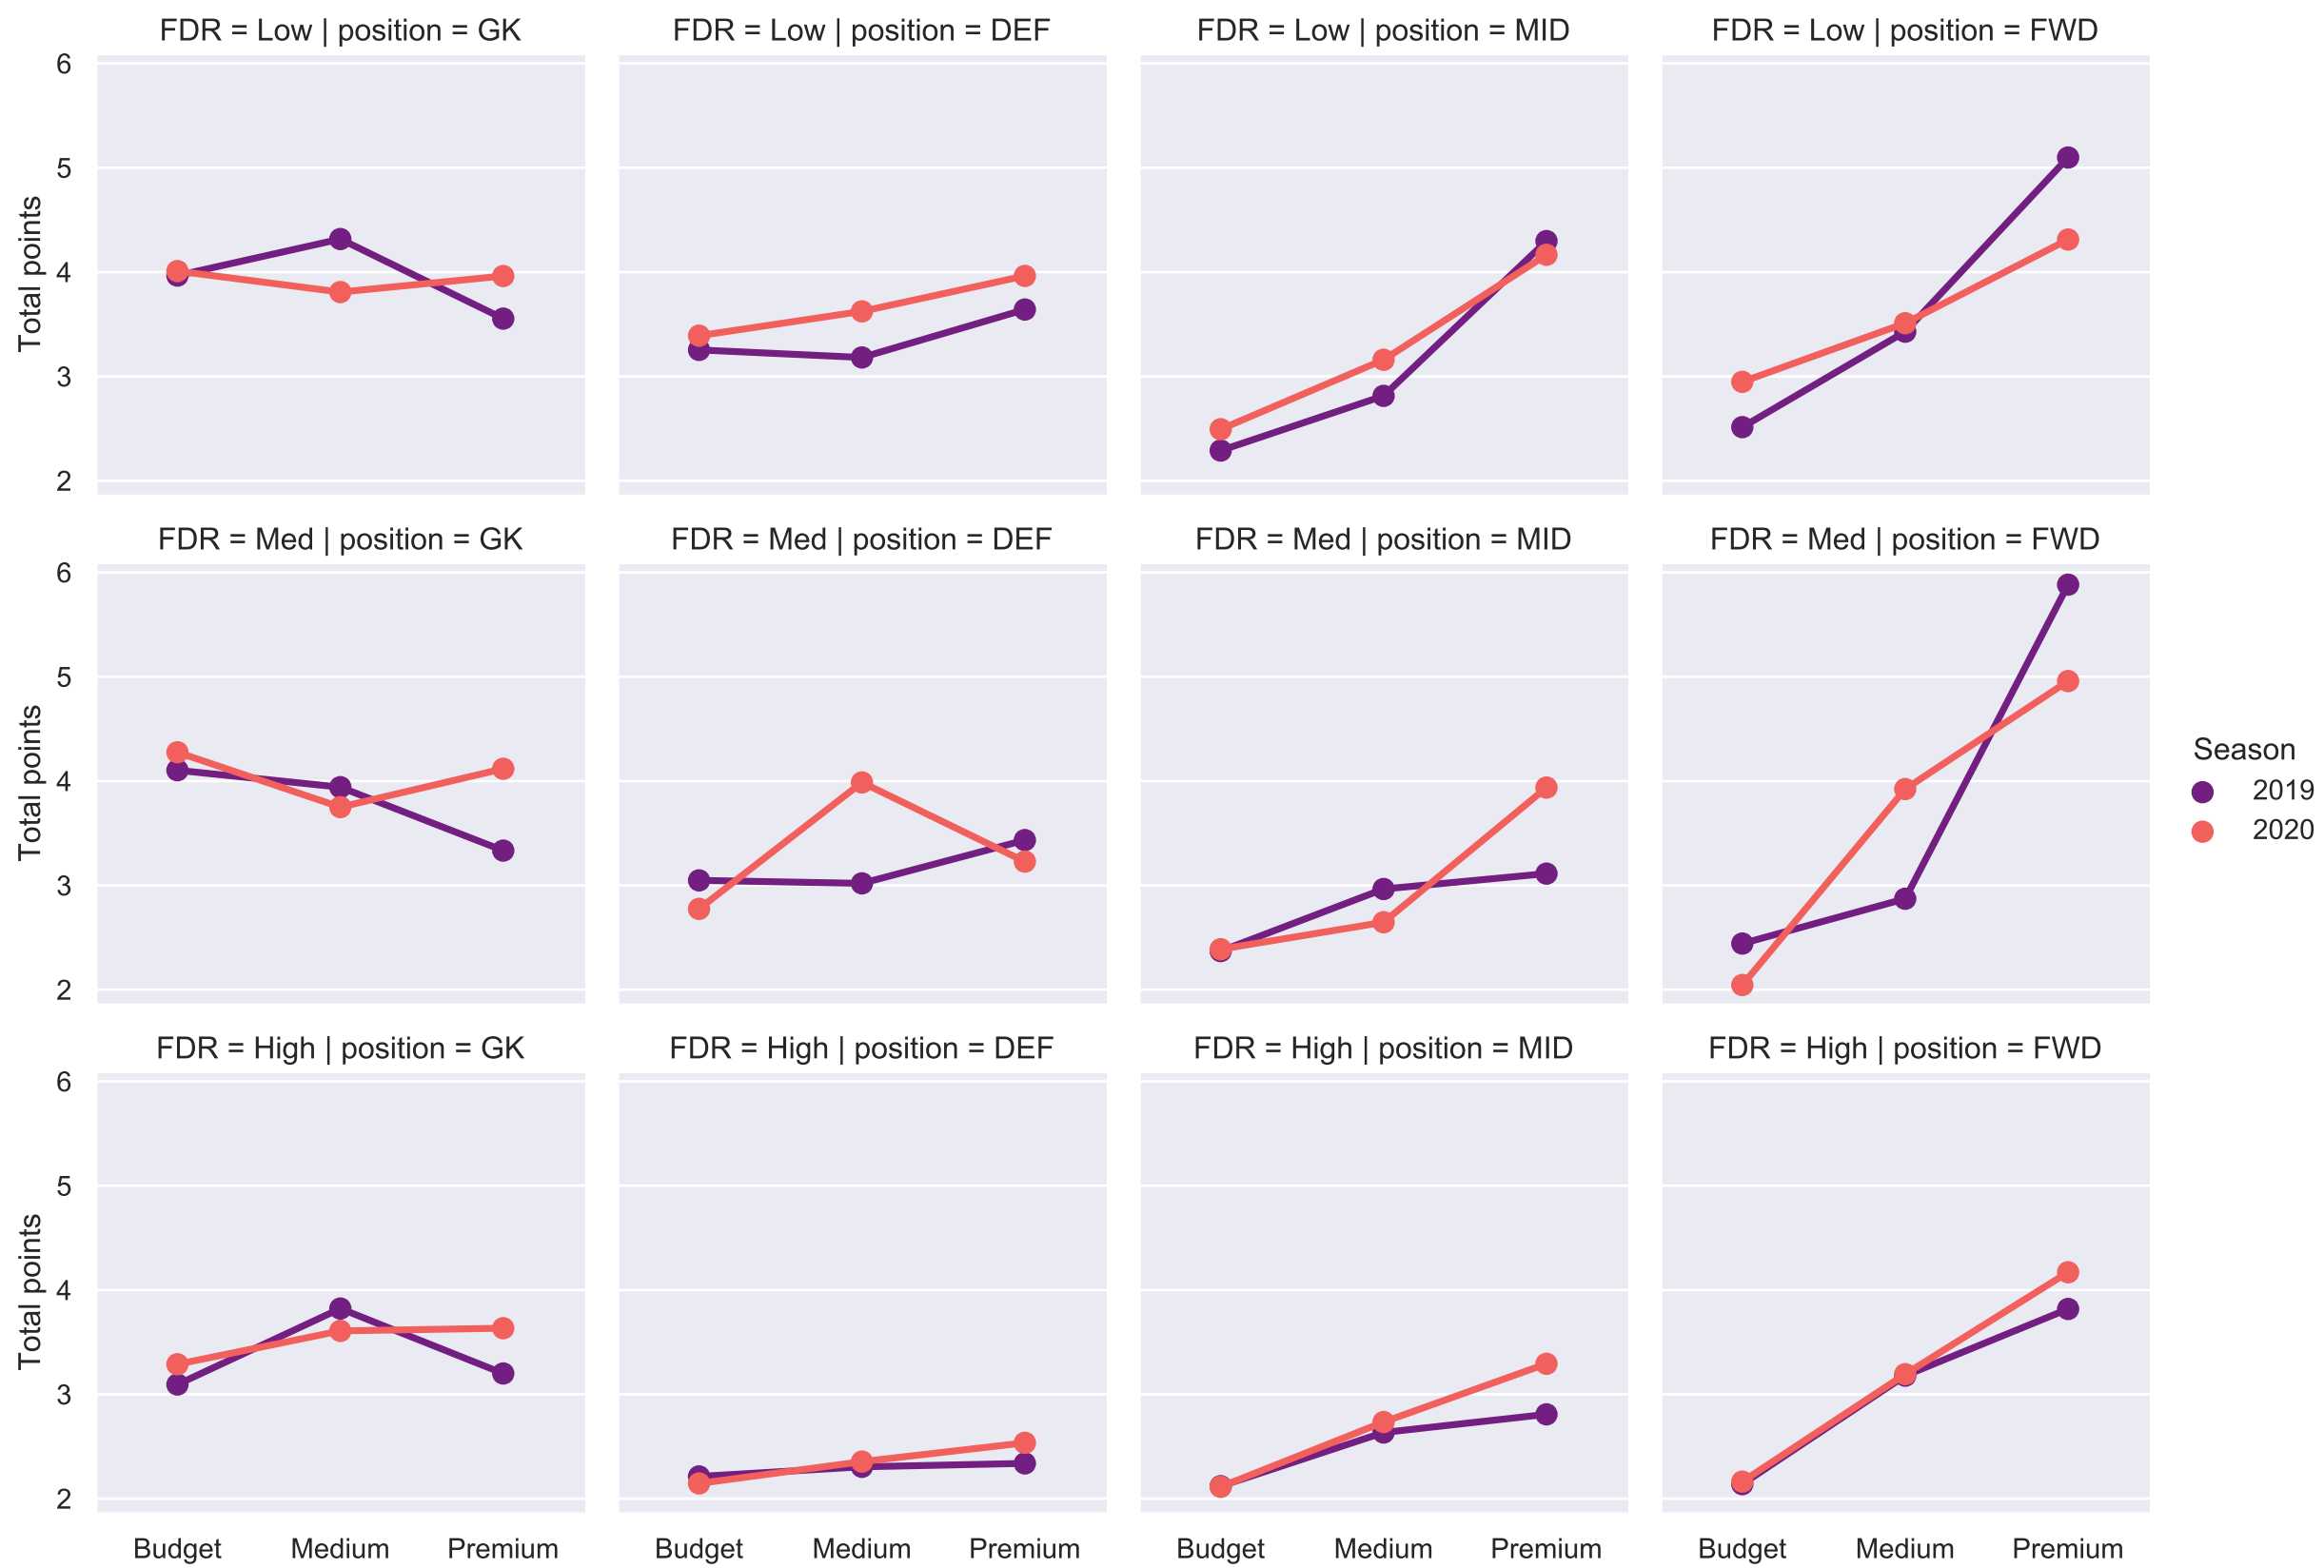 FDR = Low | position = GK
FDR = Low | position = DEF
FDR = Low | position = MID
FDR = Low | position = FWD
6
5
4
3
2
Total points
FDR = Med | position = GK
FDR = Med | position = DEF
FDR = Med | position = MID
FDR = Med | position = FWD
6
5
4
3
2
Total points
Season
2019
2020
FDR = High | position = GK
FDR = High | position = DEF
FDR = High | position = MID
FDR = High | position = FWD
6
5
4
3
2
Total points
Budget Medium Premium
Budget Medium Premium
Budget Medium Premium
Budget Medium Premium